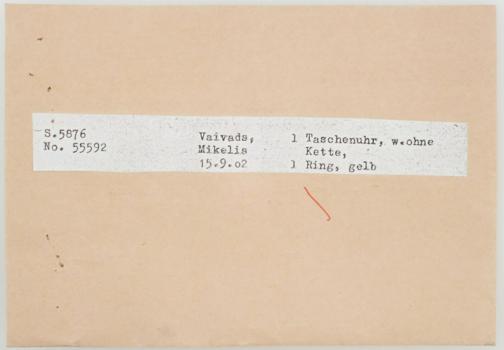 S.5876 Vaivads, 1 Taschenuhr, w.ohne
No. 55592 Mikelis Kette,
15.9.02 1 Ring, gelb